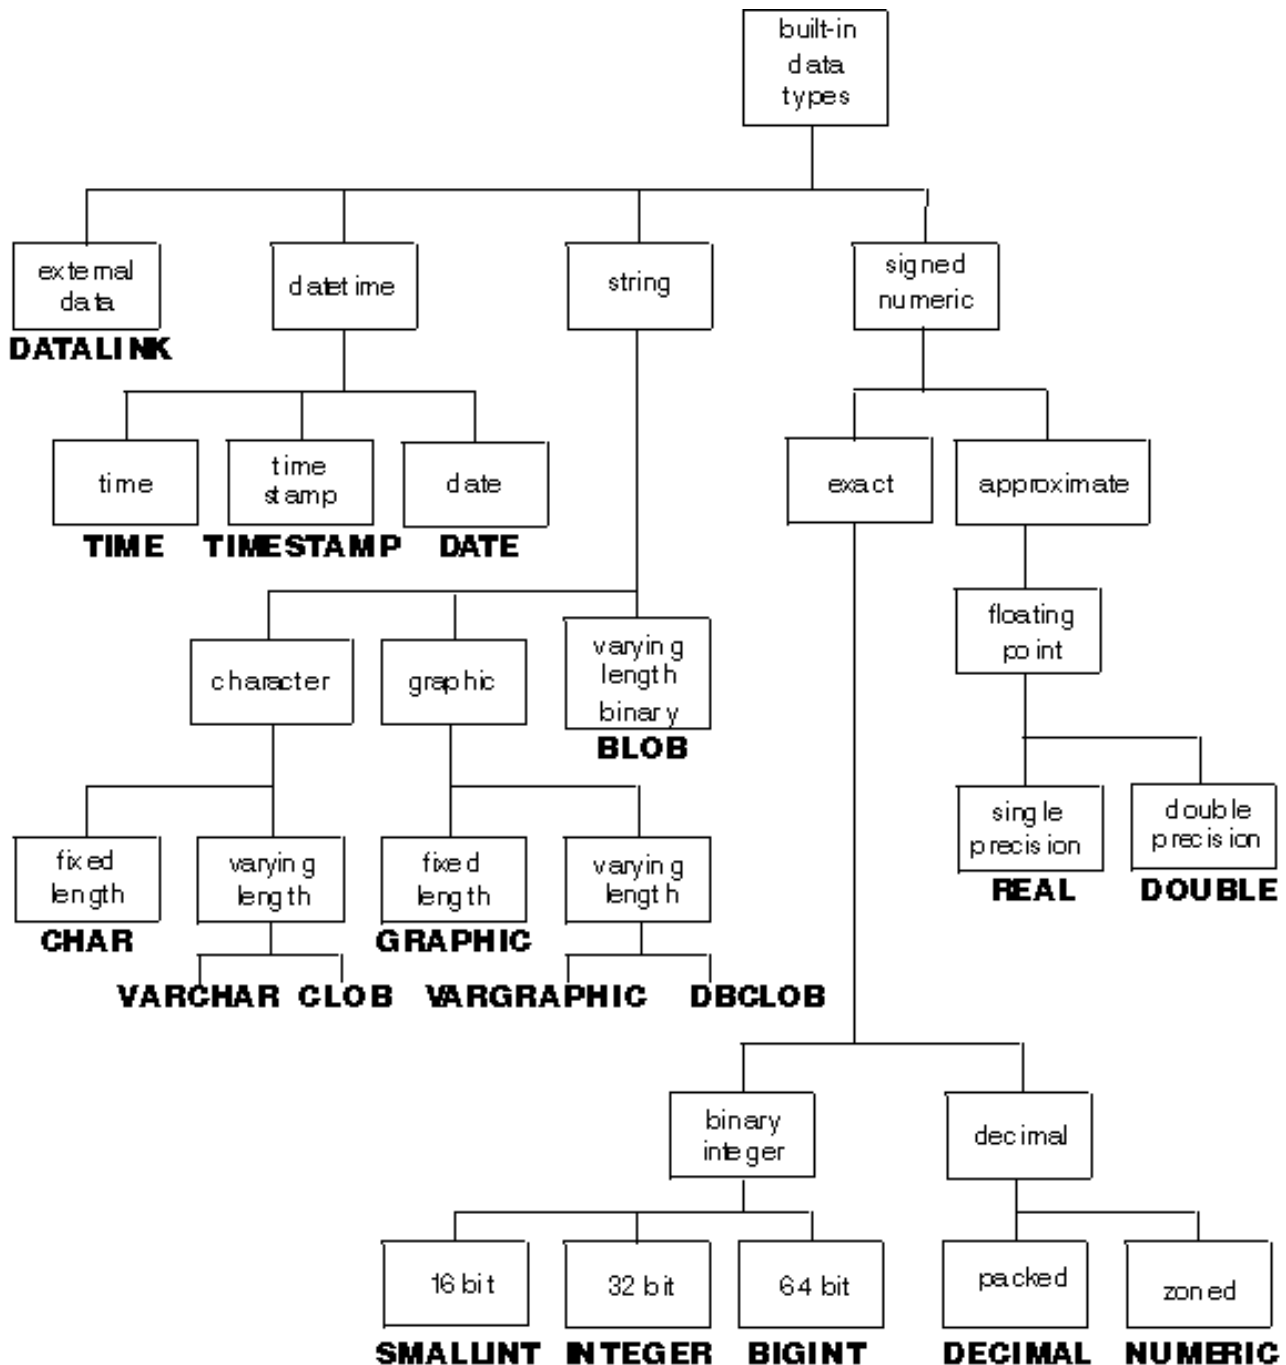 built-in
data
types
external
data
DATALINK
datetime
string
signed
numeric
time
TIME
time
stamp
TIMESTAMP
date
DATE
exact
approximate
floating
point
character
graphic
varying
length
binary
BLOB
single
precision
REAL
double
precision
DOUBLE
fixed
length
CHAR
varying
length
VARCHAR CLOB
fixed
length
GRAPHIC
varying
length
VARGRAPHIC DBCLOB
binary
integer
decimal
16 bit
SMALLINT
32 bit
INTEGER
64 bit
BIGINT
packed
DECIMAL
zoned
NUMERIC